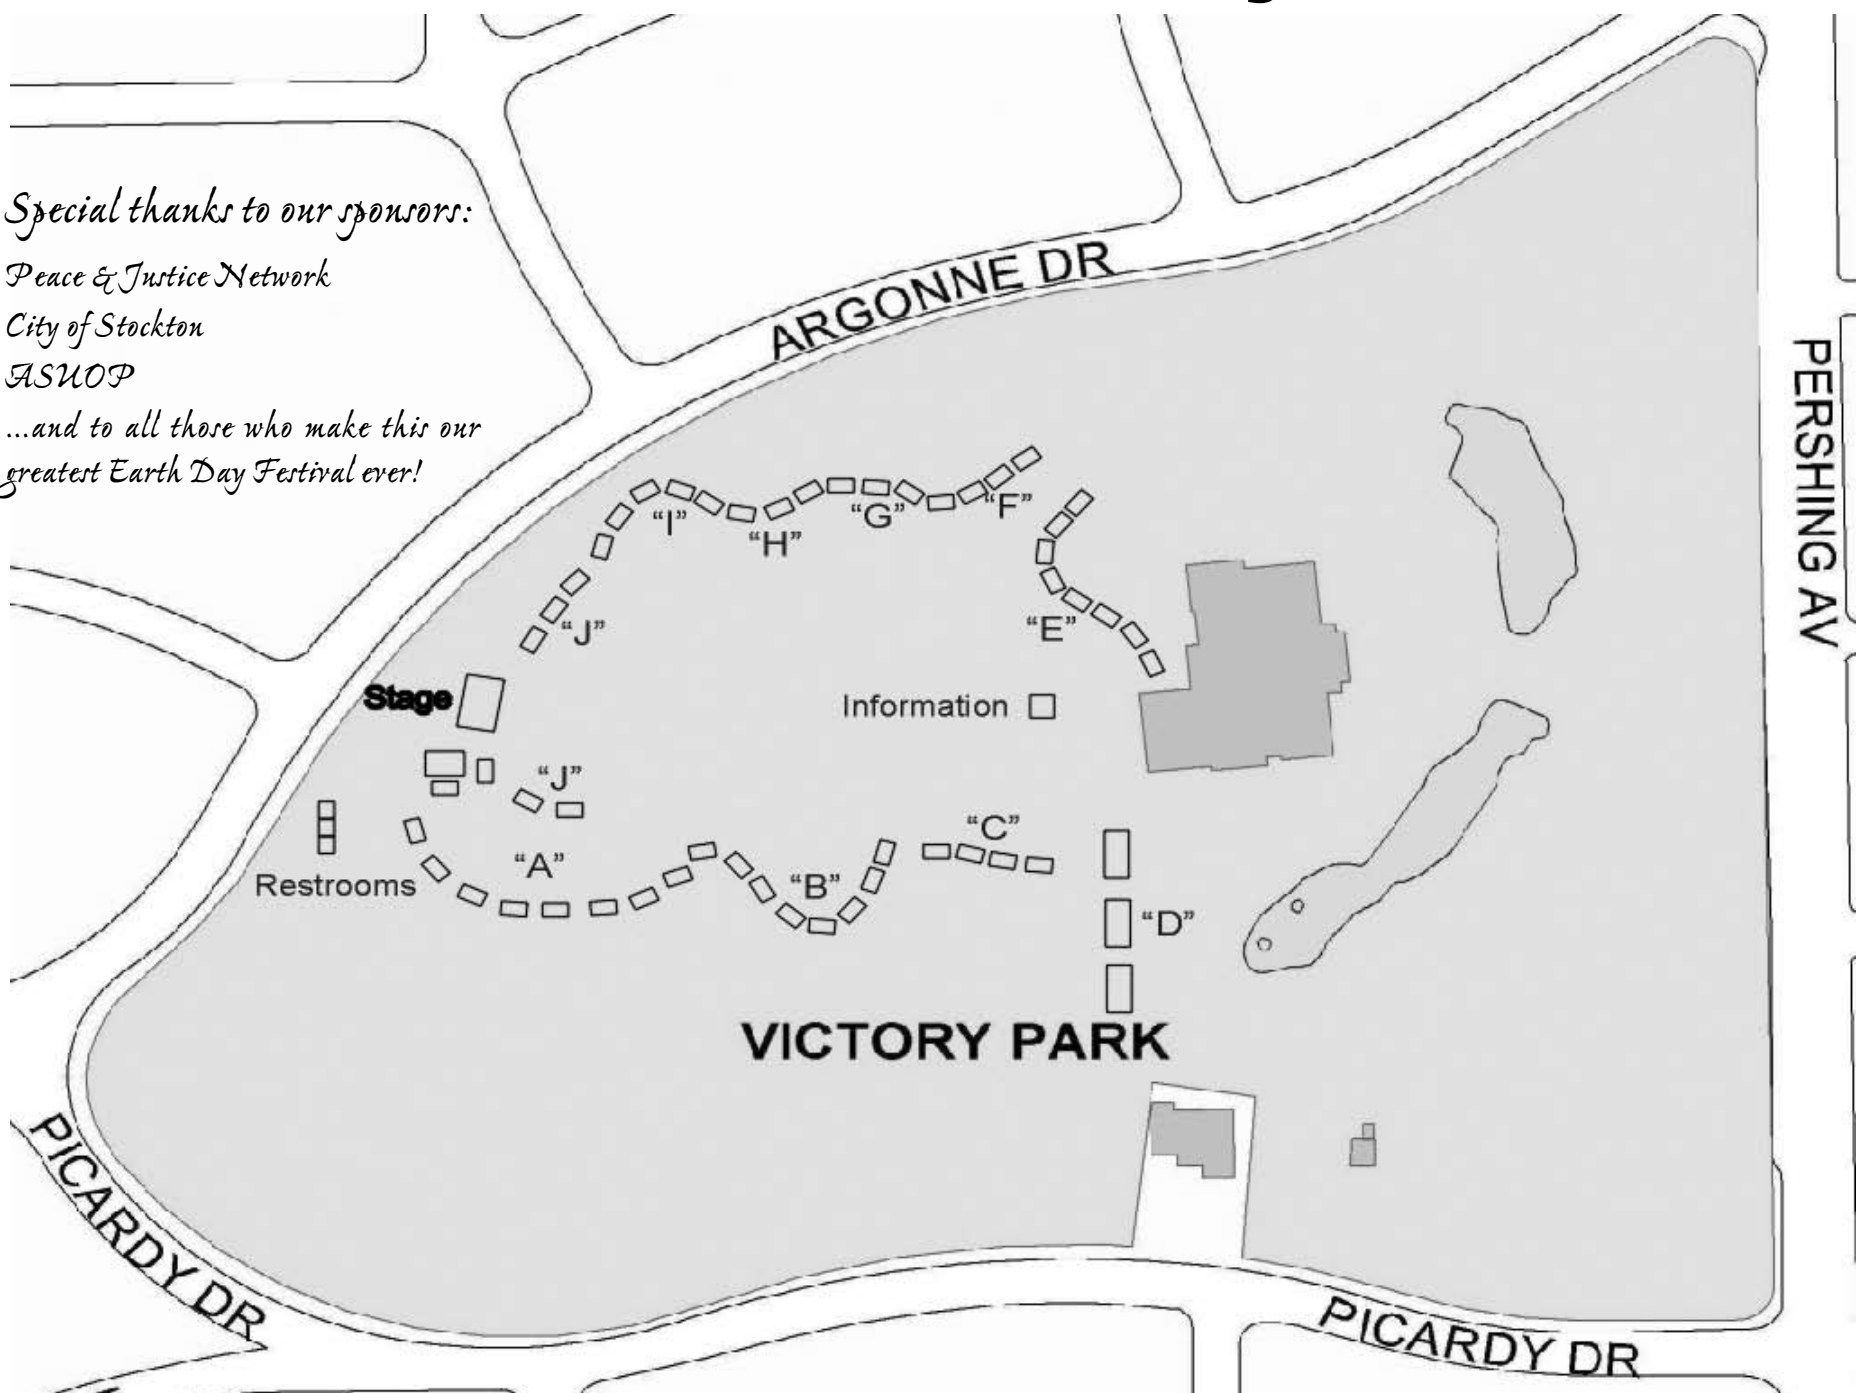 Special thanks to our sponsors:
Peace & Justice Network
City of Stockton
ASUOP
...and to all those who make this our
greatest Earth Day Festival ever!
ARGONNE DR
PERSHING AV
“I”
“H”
“G”
“F”
“J”
“E”
Stage
Information
“J”
“A”
“B”
“C”
Restrooms
“D”
VICTORY PARK
PICARDY DR
PICARDY DR